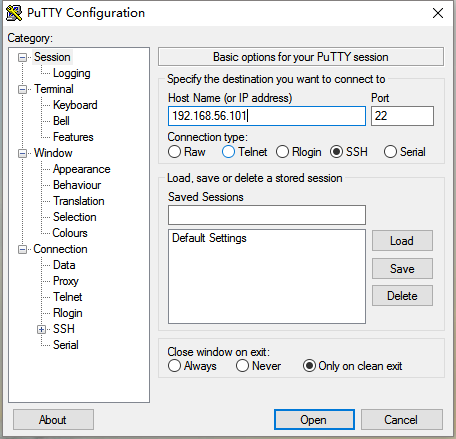 PuTTY Configuration
Category:
Session
Logging
Terminal
Keyboard
Bell
Features
Window
Appearance
Behaviour
Translation
Selection
Colours
Connection
Data
Proxy
Telnet
Rlogin
SSH
Serial
Basic options for your PuTTY session
Specify the destination you want to connect to
Host Name (or IP address) Port
192.168.56.101 22
Connection type:
Raw Telnet Rlogin SSH Serial
Load, save or delete a stored session
Saved Sessions
Default Settings
Load
Save
Delete
Close window on exit:
Always Never Only on clean exit
About Open Cancel